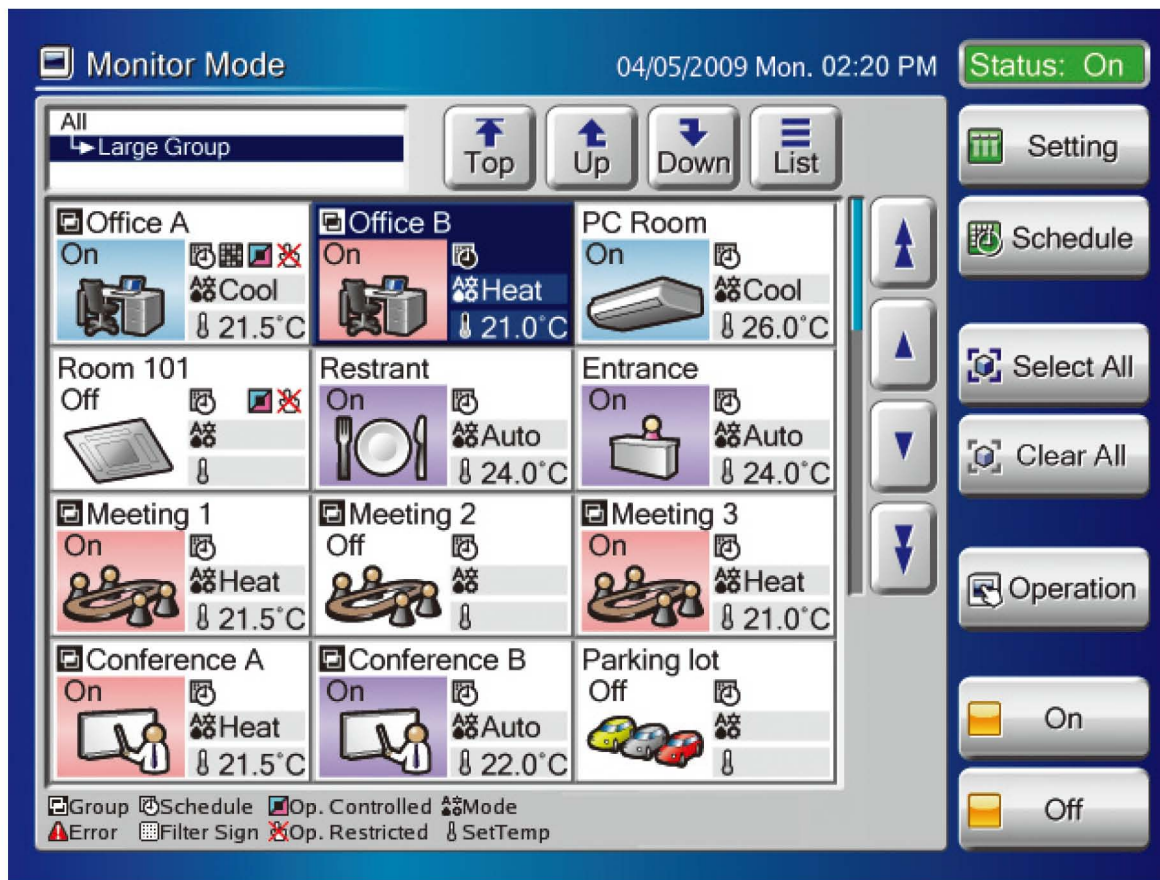 Monitor Mode 04/05/2009 Mon. 02:20 PM Status: On
All
Large Group
Top Up Down List
Setting
Schedule
Select All
Clear All
Operation
On
Off
Office A
On
Cool
21.5°C
Office B
On
Heat
21.0°C
PC Room
On
Cool
26.0°C
Room 101
Off
Restrant
On
Auto
24.0°C
Entrance
On
Auto
24.0°C
Meeting 1
On
Heat
21.5°C
Meeting 2
Off
Meeting 3
On
Heat
21.0°C
Conference A
On
Heat
21.5°C
Conference B
On
Auto
22.0°C
Parking lot
Off
Group Schedule Op. Controlled Mode
Error Filter Sign Op. Restricted SetTemp